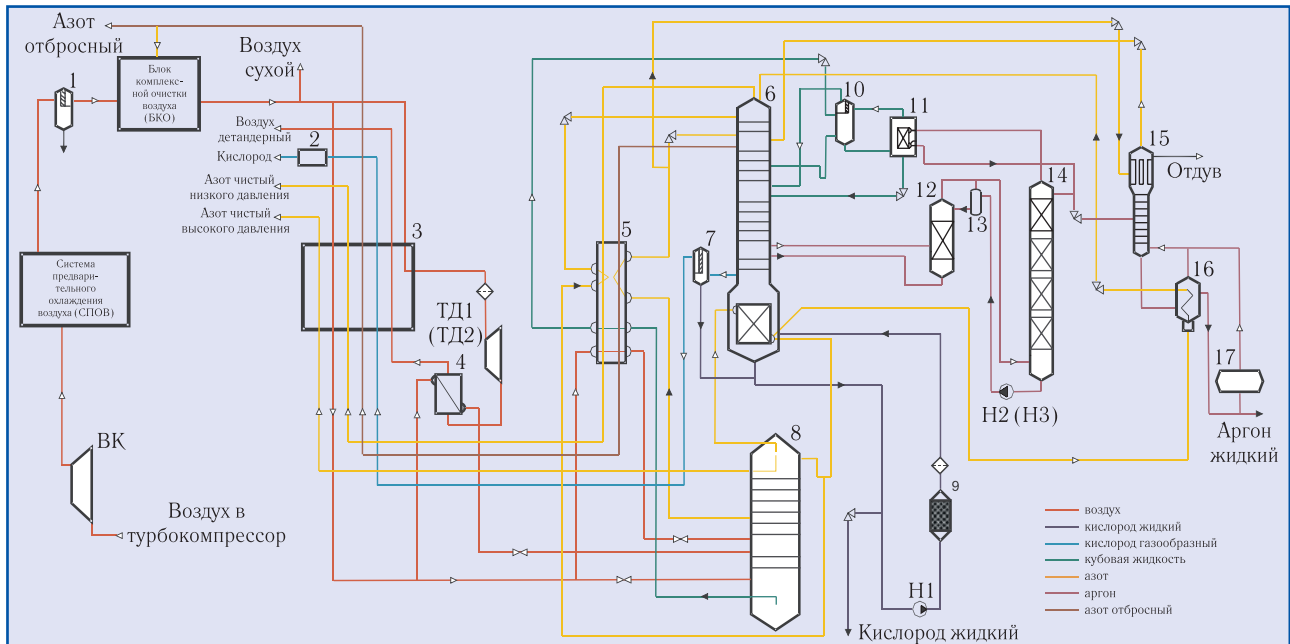 Азот
отбросный
Воздух
сухой
1
Блок
комплекс-
ной очистки
воздуха
(БКО)
Воздух
детандерный
Кислород
2
Азот чистый
низкого давления
Азот чистый
высокого давления
3
Система
предвари-
тельного
охлаждения
воздуха (СПОВ)
ТД1
(ТД2)
4
5
6
7
8
9
10
11
12
13
14
15
Отдув
16
17
ВК
Воздух в
турбокомпрессор
Н2 (Н3)
Аргон
жидкий
Н1
Кислород жидкий
воздух
кислород жидкий
кислород газообразный
кубовая жидкость
азот
аргон
азот отбросный